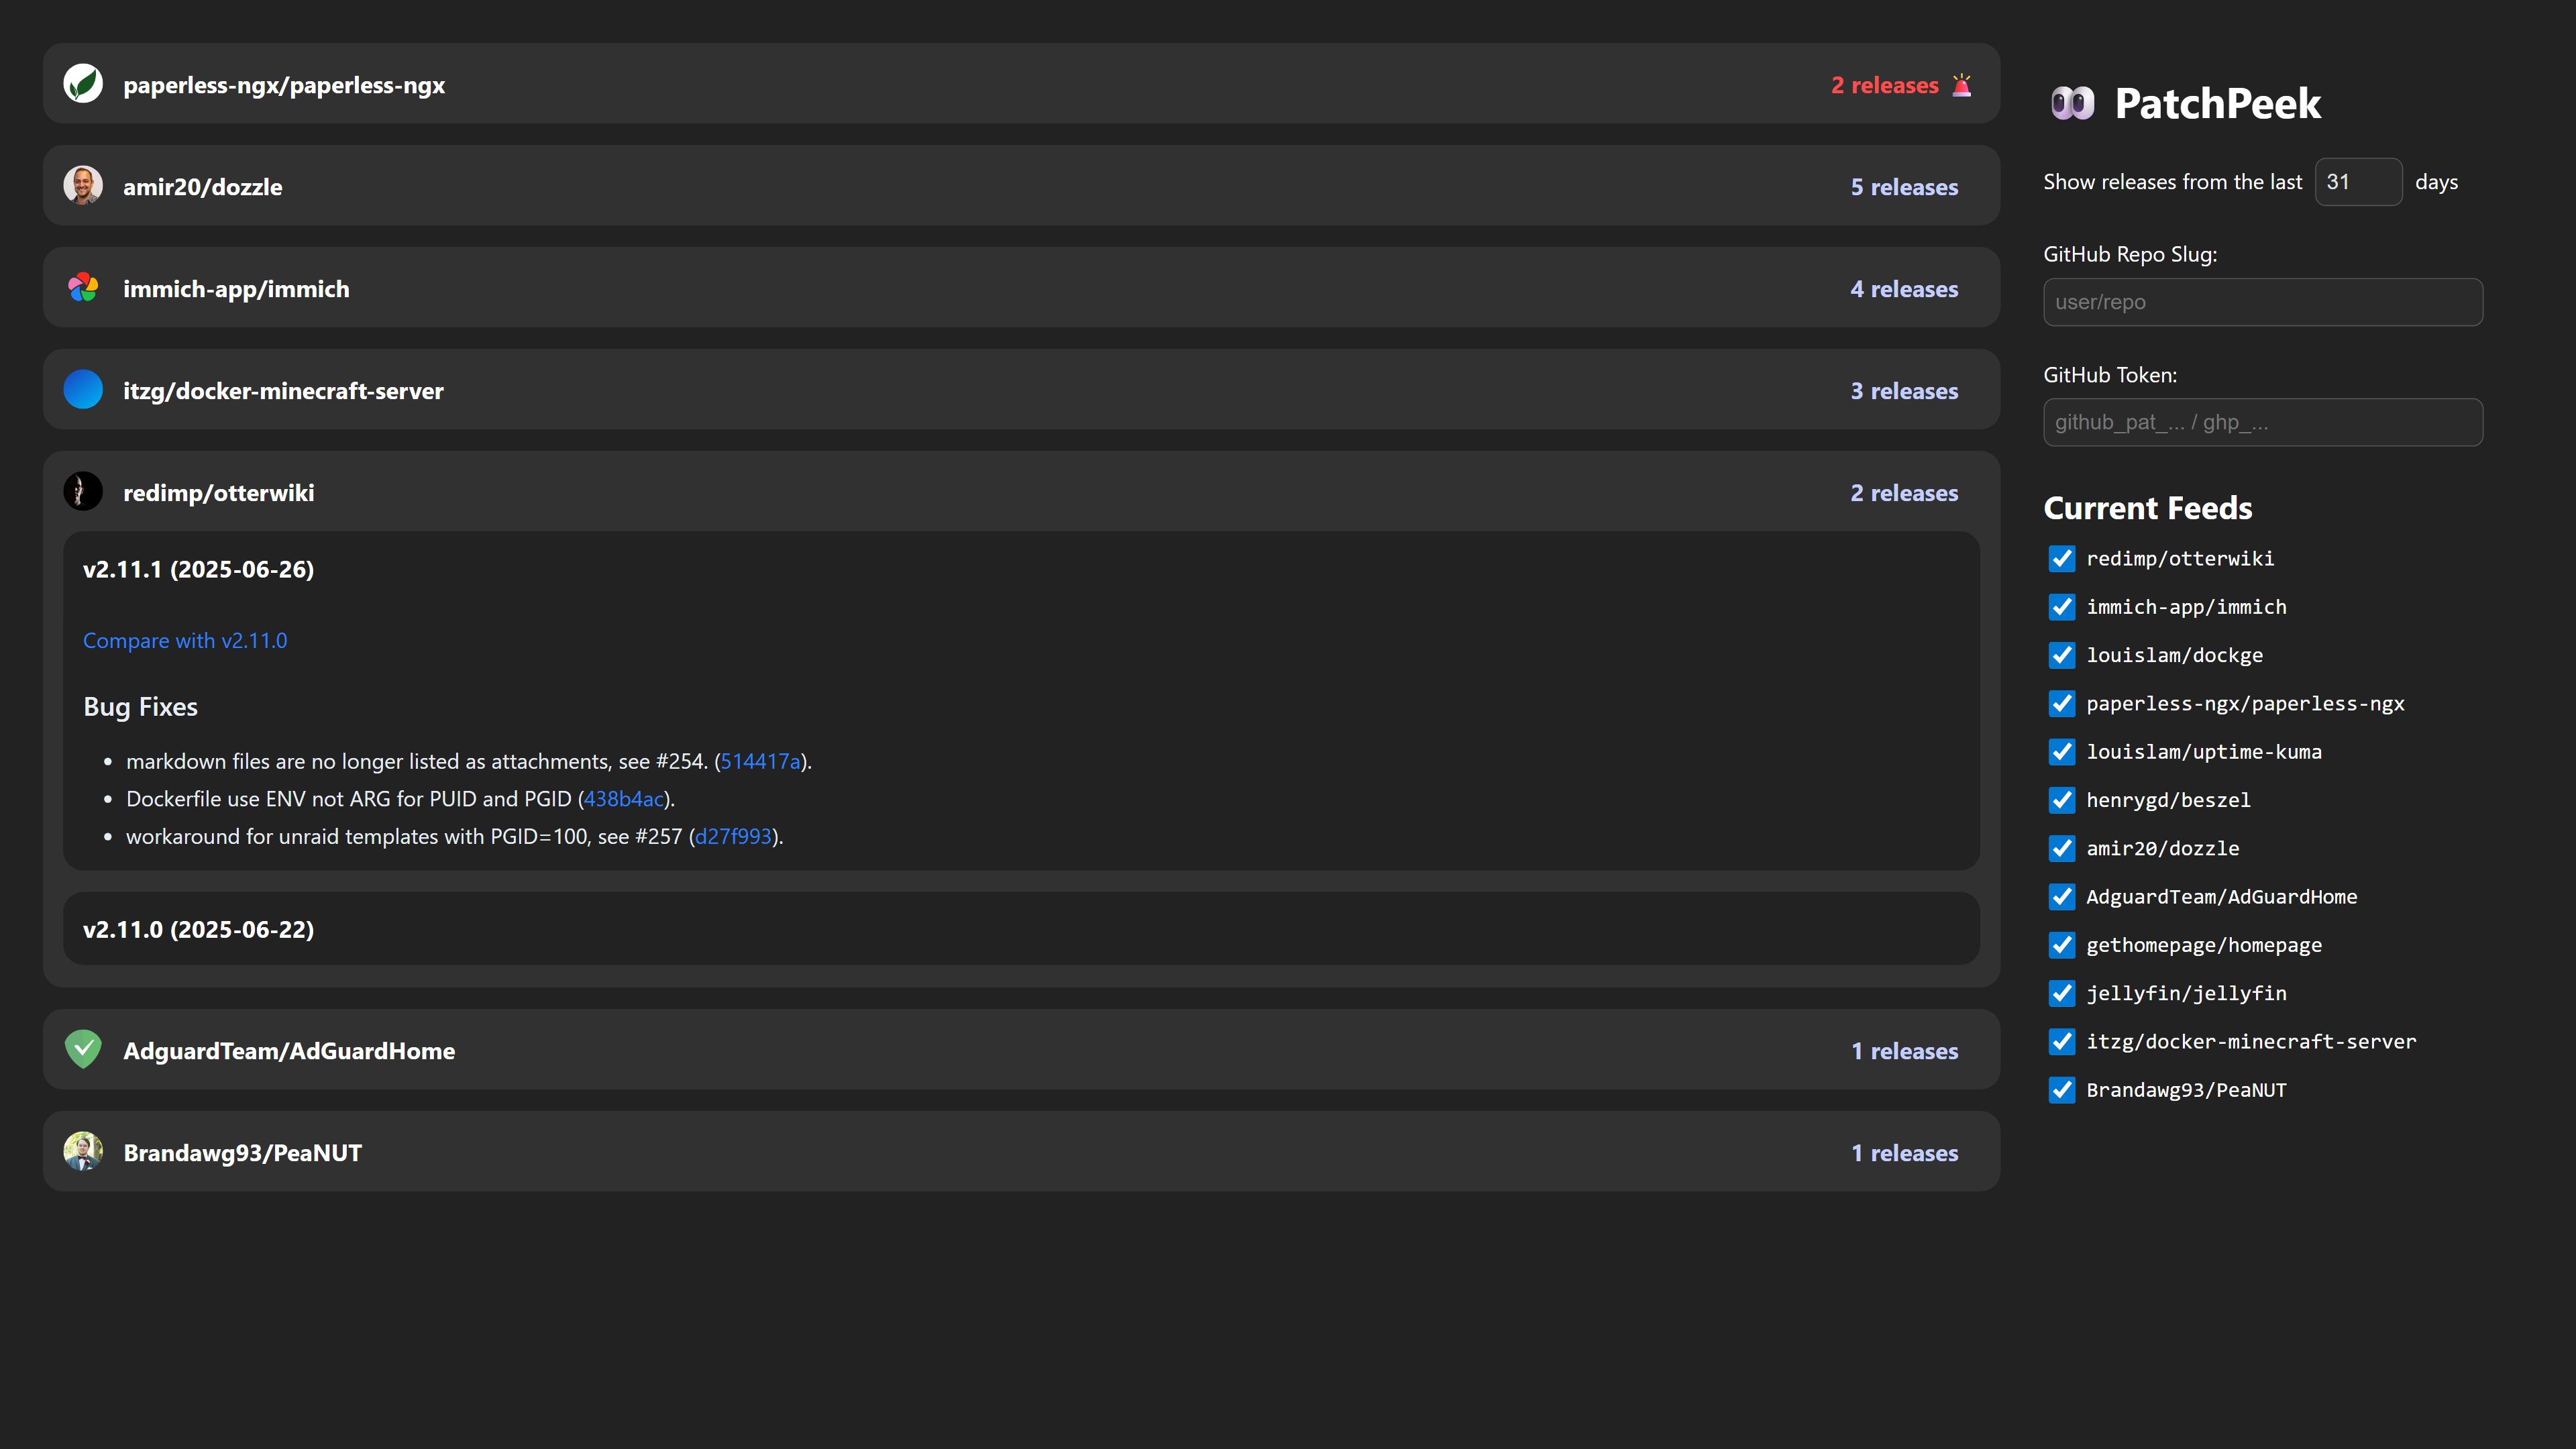 paperless-ngx/paperless-ngx
2 releases
amir20/dozzle
5 releases
immich-app/immich
4 releases
itzg/docker-minecraft-server
3 releases
redimp/otterwiki
2 releases
v2.11.1 (2025-06-26)
Compare with v2.11.0
Bug Fixes
• markdown files are no longer listed as attachments, see #254. (514417a).
• Dockerfile use ENV not ARG for PUID and PGID (438b4ac).
• workaround for unraid templates with PGID=100, see #257 (d27f993).
v2.11.0 (2025-06-22)
AdguardTeam/AdGuardHome
1 releases
Brandawg93/PeaNUT
1 releases
PatchPeek
Show releases from the last 31 days
GitHub Repo Slug:
user/repo
GitHub Token:
github_pat_... / ghp_...
Current Feeds
redimp/otterwiki
immich-app/immich
louislam/dockge
paperless-ngx/paperless-ngx
louislam/uptime-kuma
henrygd/beszel
amir20/dozzle
AdguardTeam/AdGuardHome
gethomepage/homepage
jellyfin/jellyfin
itzg/docker-minecraft-server
Brandawg93/PeaNUT